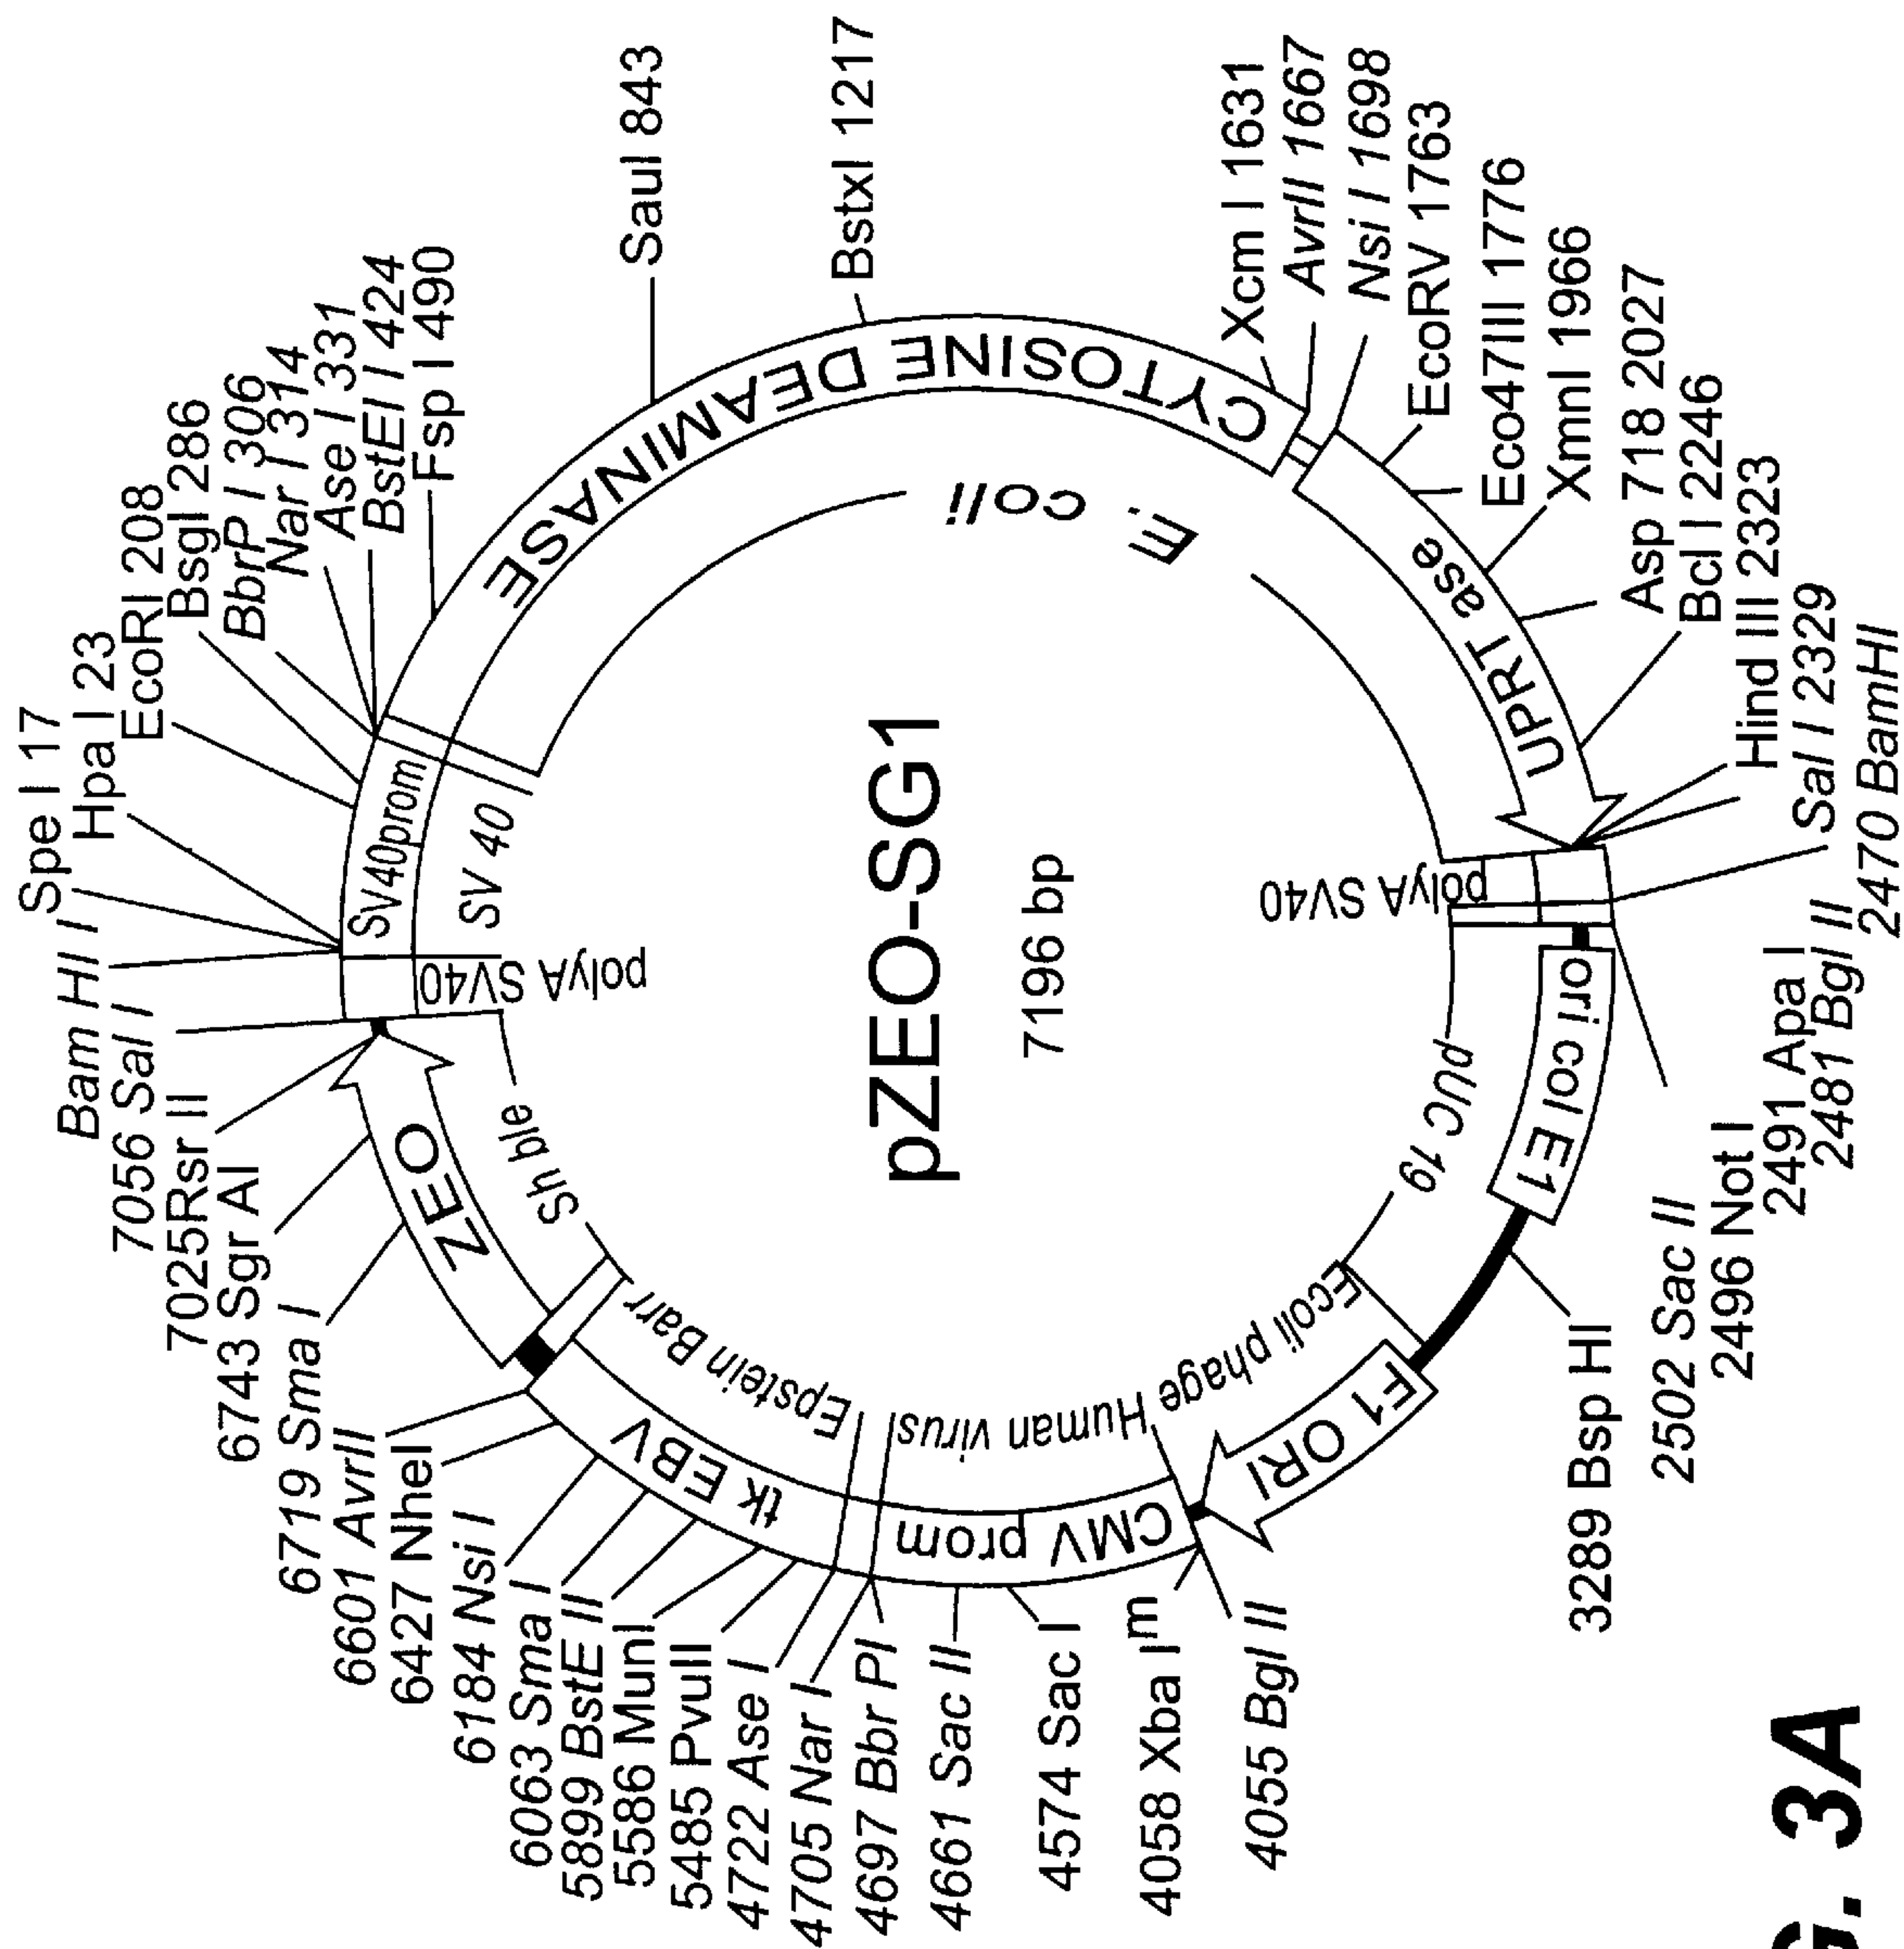 Spe I 17
Hpa I 23
EcoRI 208
BsgI 286
BbrP I 306
Nar I 314
Ase I 331
BstEI I 424
Fsp I 490
SauI 843
BstxI 1217
Xcm I 1631
AvrII 1667
Nsi I 1698
EcoRV 1763
Eco47III 1776
XmnI 1966
Asp 718 2027
BclI 2246
Hind III 2323
Sal I 2329
2470 BamHI
2481 Bgl II
2491 Apa I
2496 Not I
2502 Sac II
3289 Bsp HI
4055 Bgl II
4058 Xba Im
4574 Sac I
4661 Sac II
4697 Bbr PI
4705 Nar I
4722 Ase I
5485 PvuII
5586 MunI
5899 BstE II
6063 Sma I
6184 Nsi I
6427 NheI
6601 AvrII
6719 Sma I
6743 Sgr AI
7025Rsr II
7056 Sal I
Bam HI I
SV40prom
CYTOSINE DEAMINASE
UPRT ase
ori col E1
F1 ORI
CMV prom
tk EBV
ZEO
SV 40
E. coli
polyA SV40
pUC 19
Ecoli phage
Human virus
Epstein Barr
Sh ble
polyA SV40
pZEO-SG1
7196 bp
G. 3A